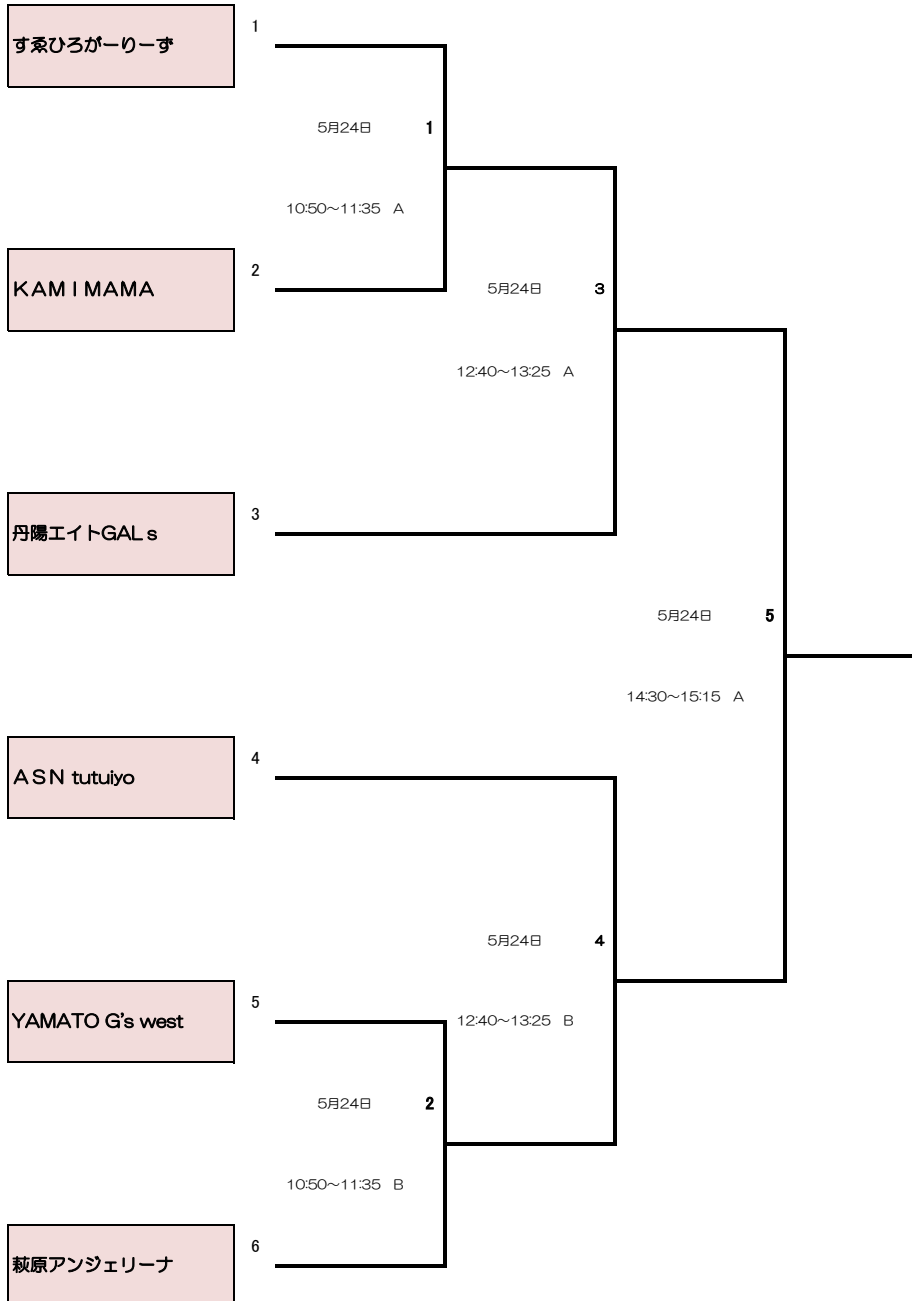 1
すゑひろがーりーず
5月24日 1
10:50～11:35 A
2
ＫＡＭＩＭＡＭＡ
5月24日 3
12:40～13:25 A
3
丹陽エイトGALｓ
5月24日 5
14:30～15:15 A
4
ＡＳＮ tutuiyo
5月24日 4
5
YAMATO G's west
12:40～13:25 B
5月24日 2
10:50～11:35 B
6
萩原アンジェリーナ